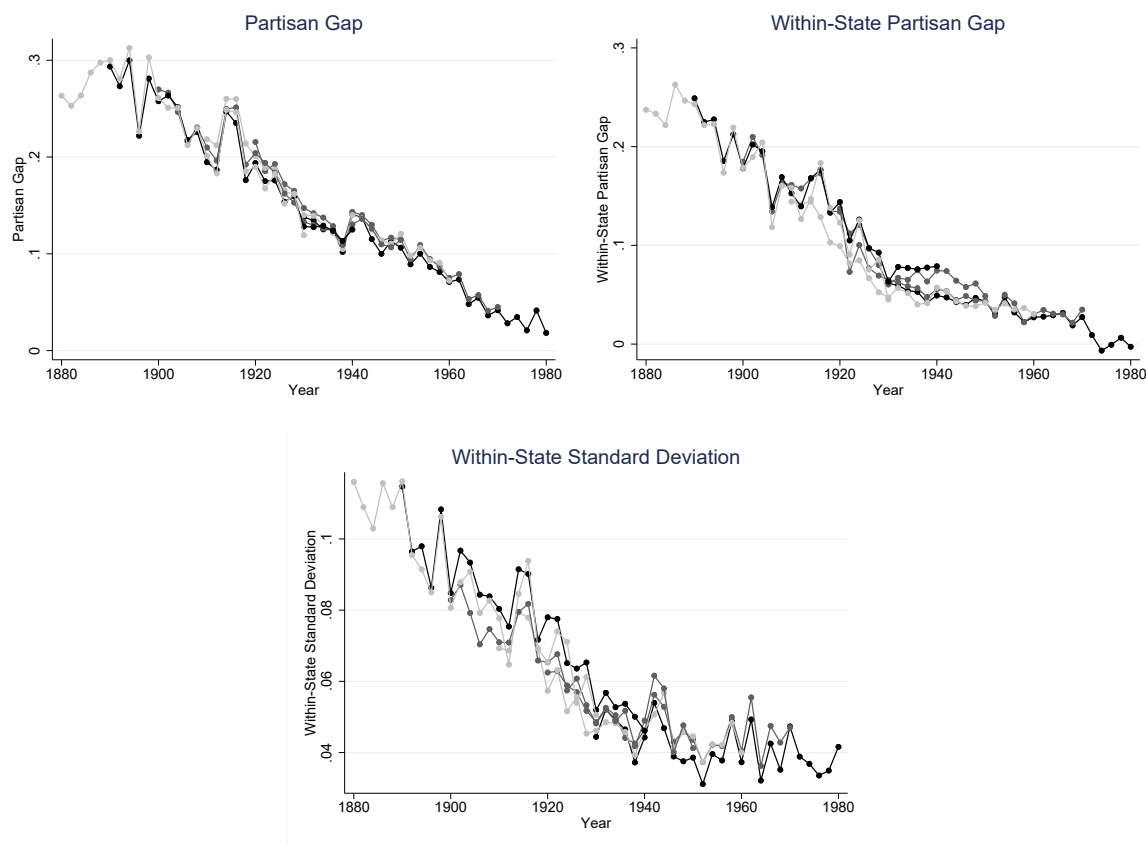 Partisan Gap
Partisan Gap
.3
.2
.1
0
1880 1900 1920 1940 1960 1980
Year
Within-State Partisan Gap
Within-State Partisan Gap
.3
.2
.1
0
1880 1900 1920 1940 1960 1980
Year
Within-State Standard Deviation
Within-State Standard Deviation
.1
.08
.06
.04
1880 1900 1920 1940 1960 1980
Year